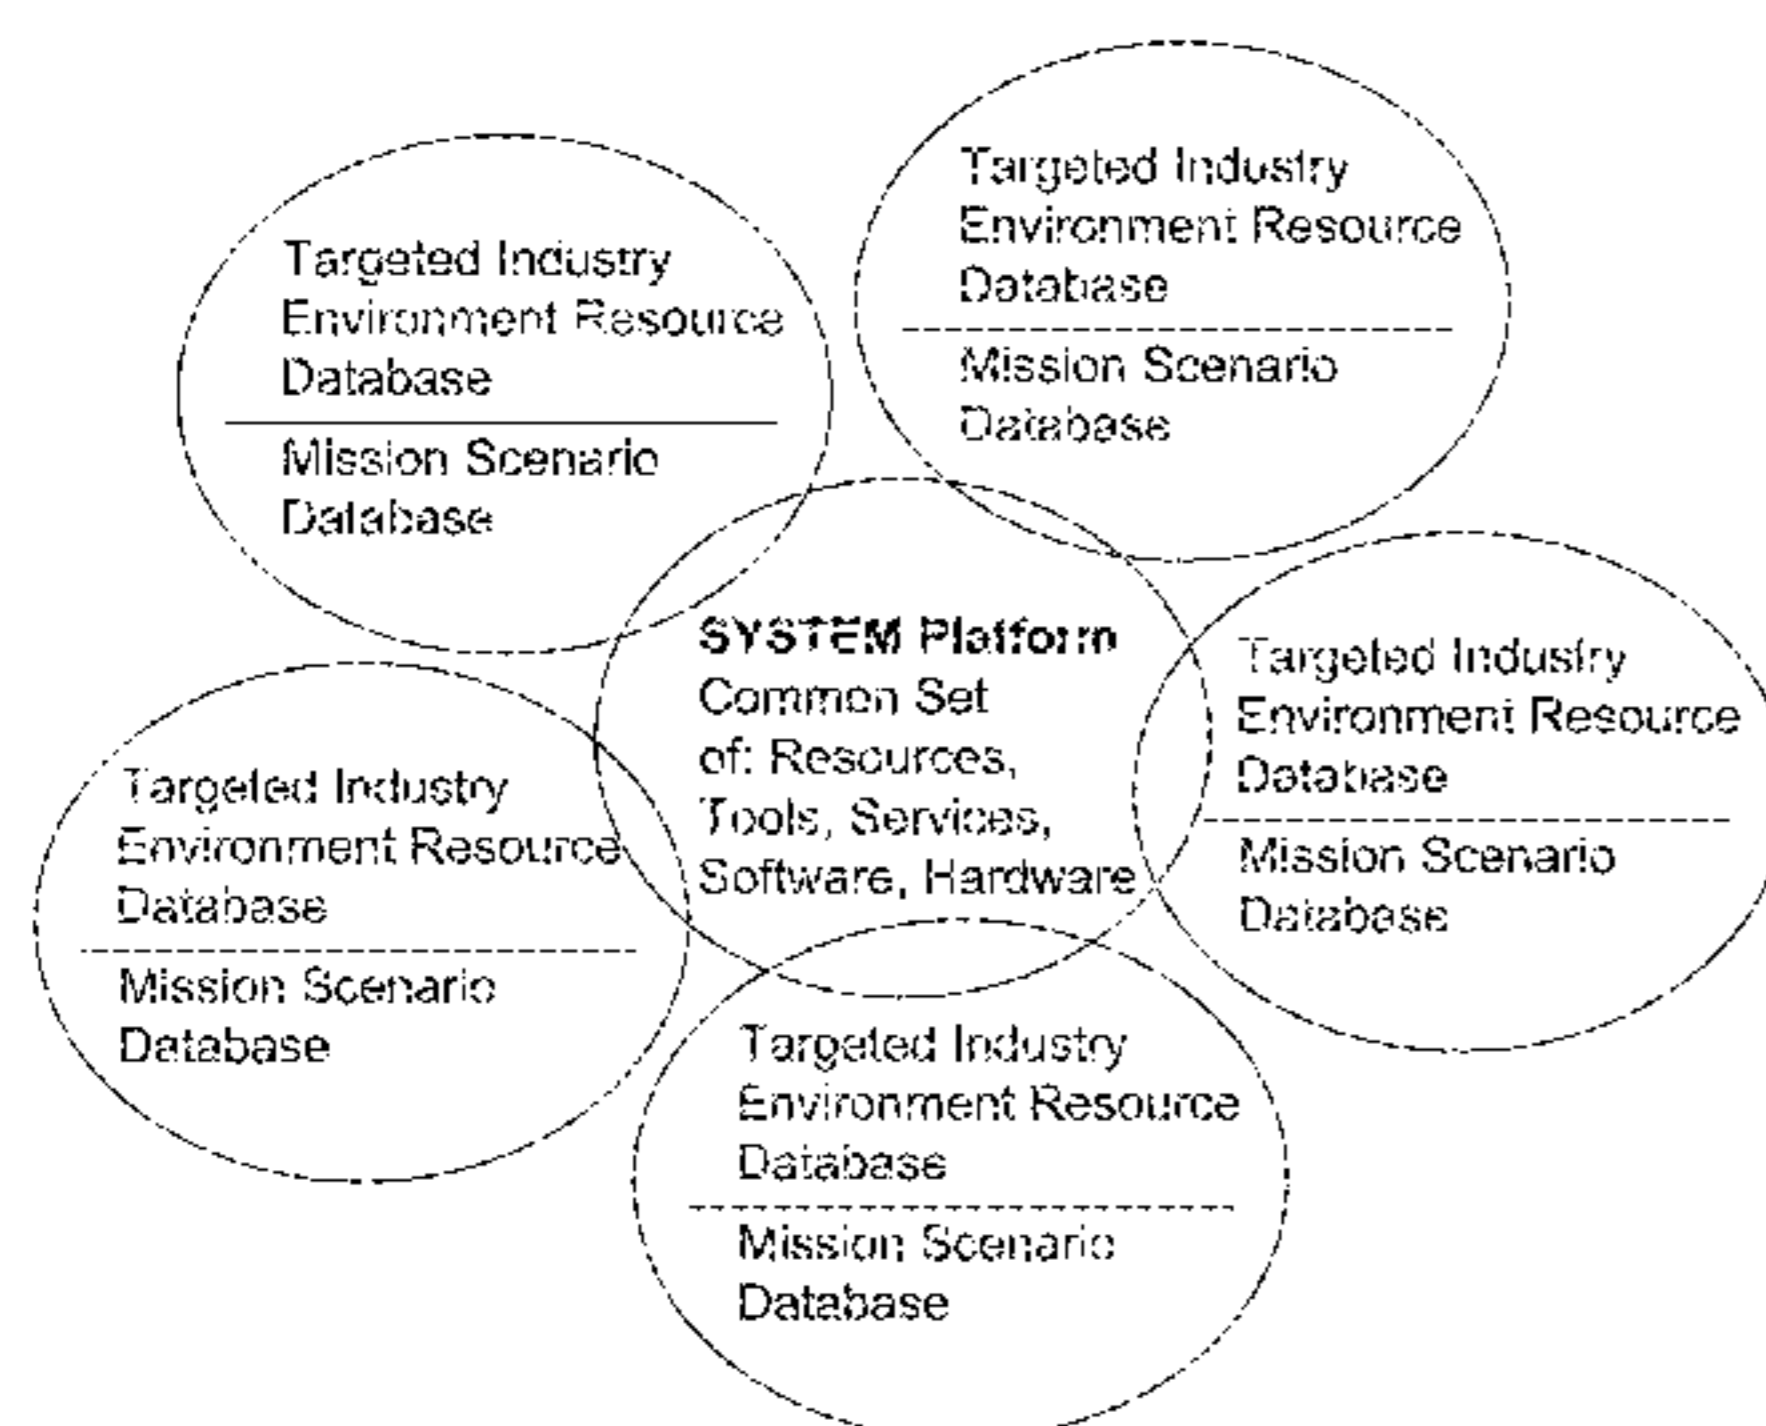 Targeted Industry
Environment Resource
Database
Mission Scenario
Database
Targeted Industry
Environment Resource
Database
Mission Scenario
Database
SYSTEM Platform
Common Set
of: Resources,
Tools, Services,
Software, Hardware
Targeted Industry
Environment Resource
Database
Mission Scenario
Database
Targeted Industry
Environment Resource
Database
Mission Scenario
Database
Targeted Industry
Environment Resource
Database
Mission Scenario
Database